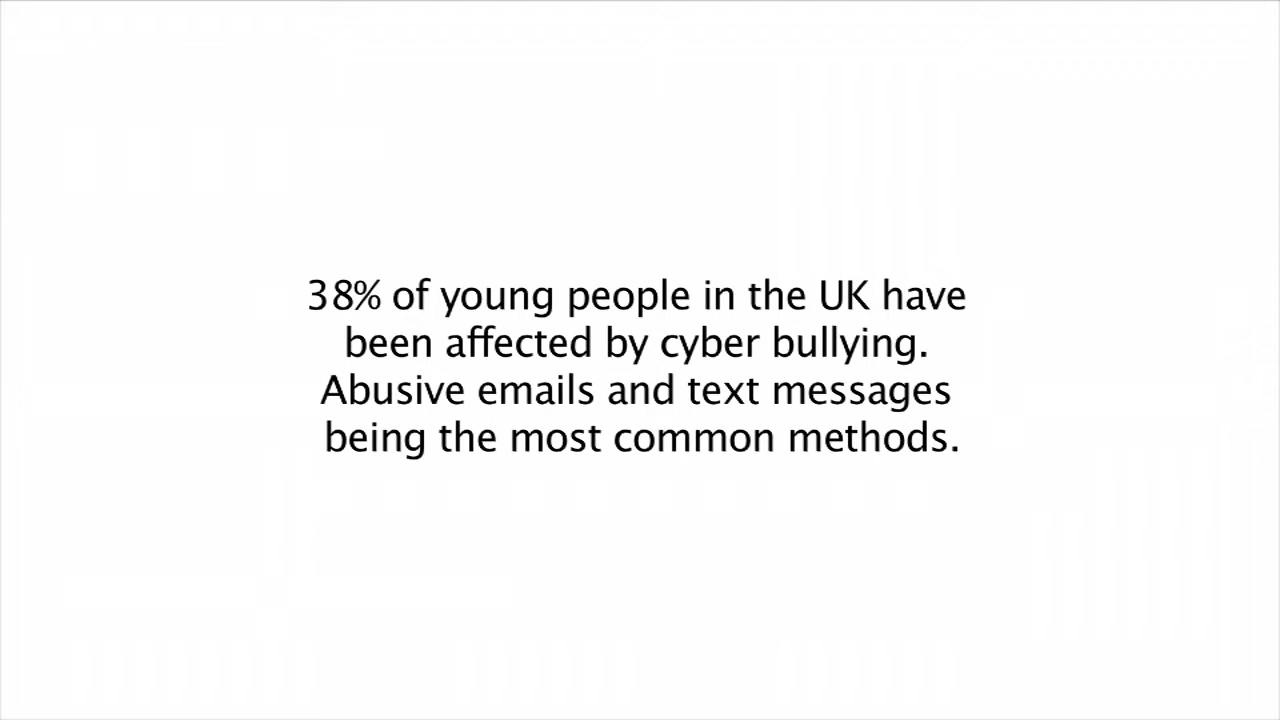 38% of young people in the UK have
been affected by cyber bullying.
Abusive emails and text messages
being the most common methods.